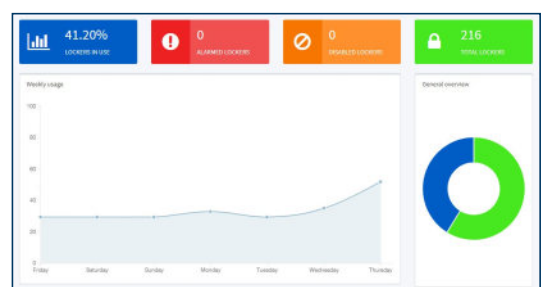 41.20%
LOCKERS IN USE
0
ALARMED LOCKERS
0
DISABLED LOCKERS
216
TOTAL LOCKERS
Weekly usage
General overview
100
80
60
40
20
0
Friday
Saturday
Sunday
Monday
Tuesday
Wednesday
Thursday